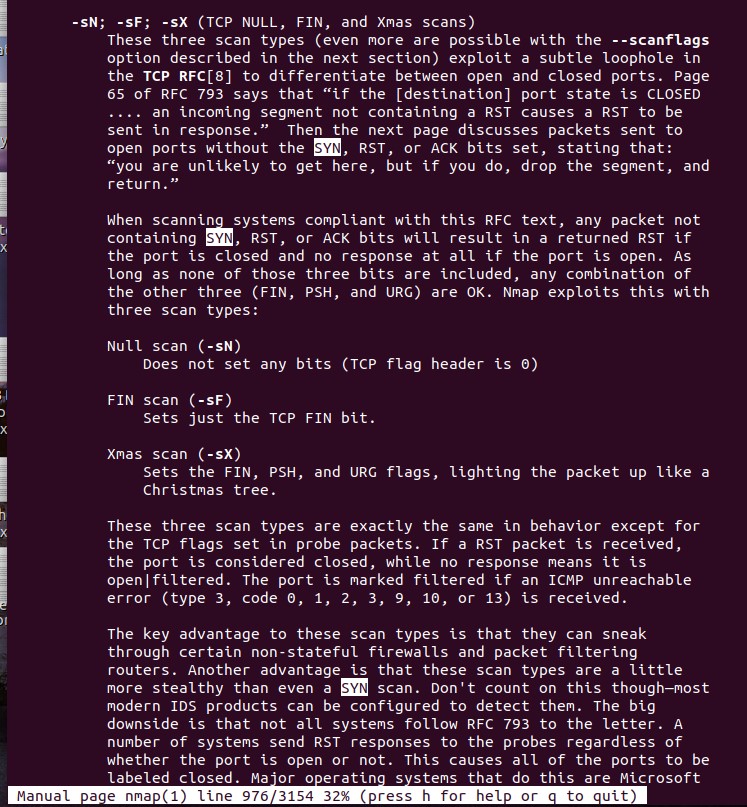 -sN; -sF; -sX (TCP NULL, FIN, and Xmas scans)
These three scan types (even more are possible with the --scanflags
option described in the next section) exploit a subtle loophole in
the TCP RFC[8] to differentiate between open and closed ports. Page
65 of RFC 793 says that “if the [destination] port state is CLOSED
.... an incoming segment not containing a RST causes a RST to be
sent in response.”  Then the next page discusses packets sent to
open ports without the SYN, RST, or ACK bits set, stating that:
“you are unlikely to get here, but if you do, drop the segment, and
return.”
When scanning systems compliant with this RFC text, any packet not
containing SYN, RST, or ACK bits will result in a returned RST if
the port is closed and no response at all if the port is open. As
long as none of those three bits are included, any combination of
the other three (FIN, PSH, and URG) are OK. Nmap exploits this with
three scan types:
Null scan (-sN)
Does not set any bits (TCP flag header is 0)
FIN scan (-sF)
Sets just the TCP FIN bit.
Xmas scan (-sX)
Sets the FIN, PSH, and URG flags, lighting the packet up like a
Christmas tree.
These three scan types are exactly the same in behavior except for
the TCP flags set in probe packets. If a RST packet is received,
the port is considered closed, while no response means it is
open|filtered. The port is marked filtered if an ICMP unreachable
error (type 3, code 0, 1, 2, 3, 9, 10, or 13) is received.
The key advantage to these scan types is that they can sneak
through certain non-stateful firewalls and packet filtering
routers. Another advantage is that these scan types are a little
more stealthy than even a SYN scan. Don't count on this though—most
modern IDS products can be configured to detect them. The big
downside is that not all systems follow RFC 793 to the letter. A
number of systems send RST responses to the probes regardless of
whether the port is open or not. This causes all of the ports to be
labeled closed. Major operating systems that do this are Microsoft
Manual page nmap(1) line 976/3154 32% (press h for help or q to quit)